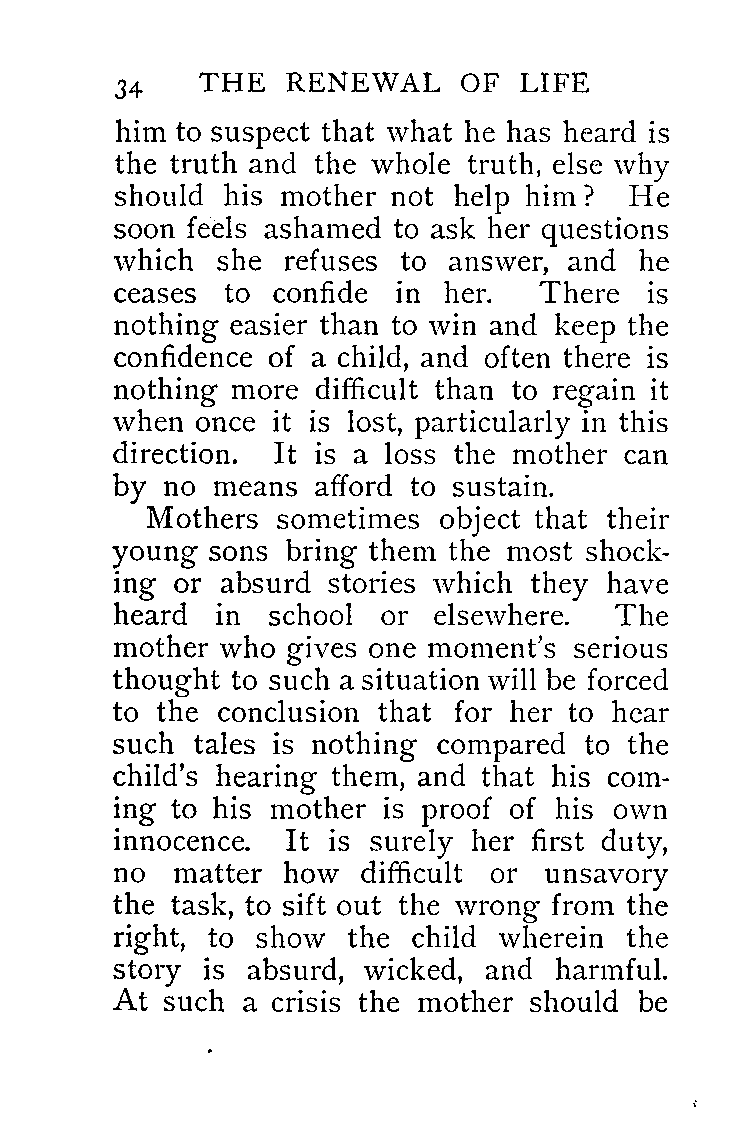 34 THE RENEWAL OF LIFE
him to suspect that what he has heard is
the truth and the whole truth, else why
should his mother not help him? He
soon feels ashamed to ask her questions
which she refuses to answer, and he
ceases to confide in her. There is
nothing easier than to win and keep the
confidence of a child, and often there is
nothing more difficult than to regain it
when once it is lost, particularly in this
direction. It is a loss the mother can
by no means afford to sustain.
Mothers sometimes object that their
young sons bring them the most shock-
ing or absurd stories which they have
heard in school or elsewhere. The
mother who gives one moment's serious
thought to such a situation will be forced
to the conclusion that for her to hear
such tales is nothing compared to the
child's hearing them, and that his com-
ing to his mother is proof of his own
innocence. It is surely her first duty,
no matter how difficult or unsavory
the task, to sift out the wrong from the
right, to show the child wherein the
story is absurd, wicked, and harmful.
At such a crisis the mother should be